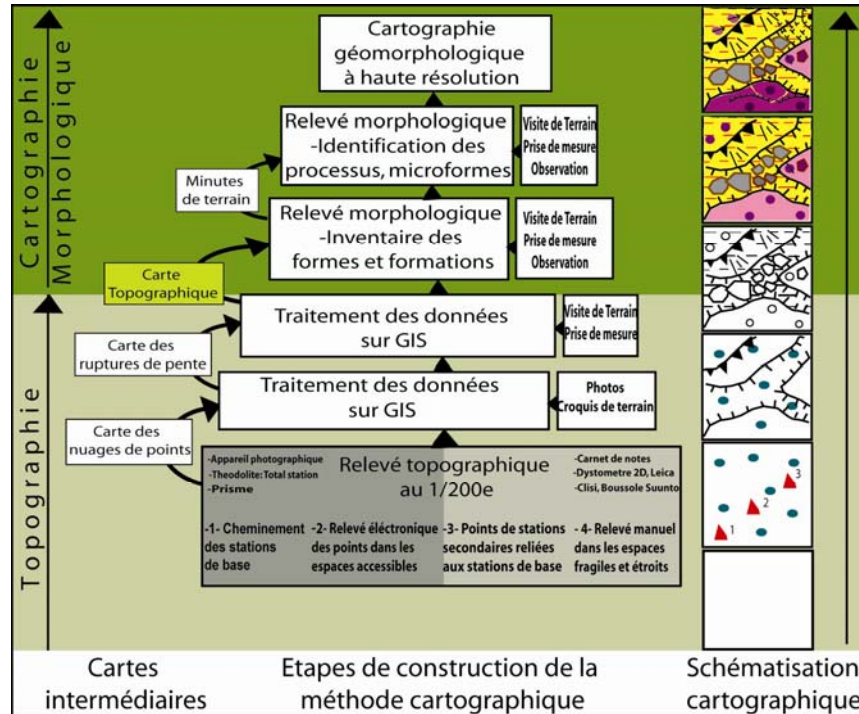 Cartographie
Morphologique
Topographie
Cartographie
géomorphologique
à haute résolution
Relevé morphologique
-Identification des
processus, microformes
Visite de Terrain
Prise de mesure
Observation
Minutes
de terrain
Relevé morphologique
-Inventaire des
formes et formations
Visite de Terrain
Prise de mesure
Observation
Carte
Topographique
Traitement des données
sur GIS
Visite de Terrain
Prise de mesure
Carte des
ruptures de pente
Traitement des données
sur GIS
Photos
Croquis de terrain
Carte des
nuages de points
-Appareil photographique
-Theodolite: Total station
-Prisme
Relevé topographique
au 1/200e
-Carnet de notes
-Dystometre 2D, Leica
-Clisi, Boussole Suunto
-1- Cheminement
des stations
de base
-2- Relevé éléctronique
des points dans les
espaces accessibles
-3- Points de stations
secondaires reliées
aux stations de base
-4- Relevé manuel
dans les espaces
fragiles et étroits
3
2
1
Cartes
intermédiaires
Etapes de construction de la
méthode cartographique
Schématisation
cartographique